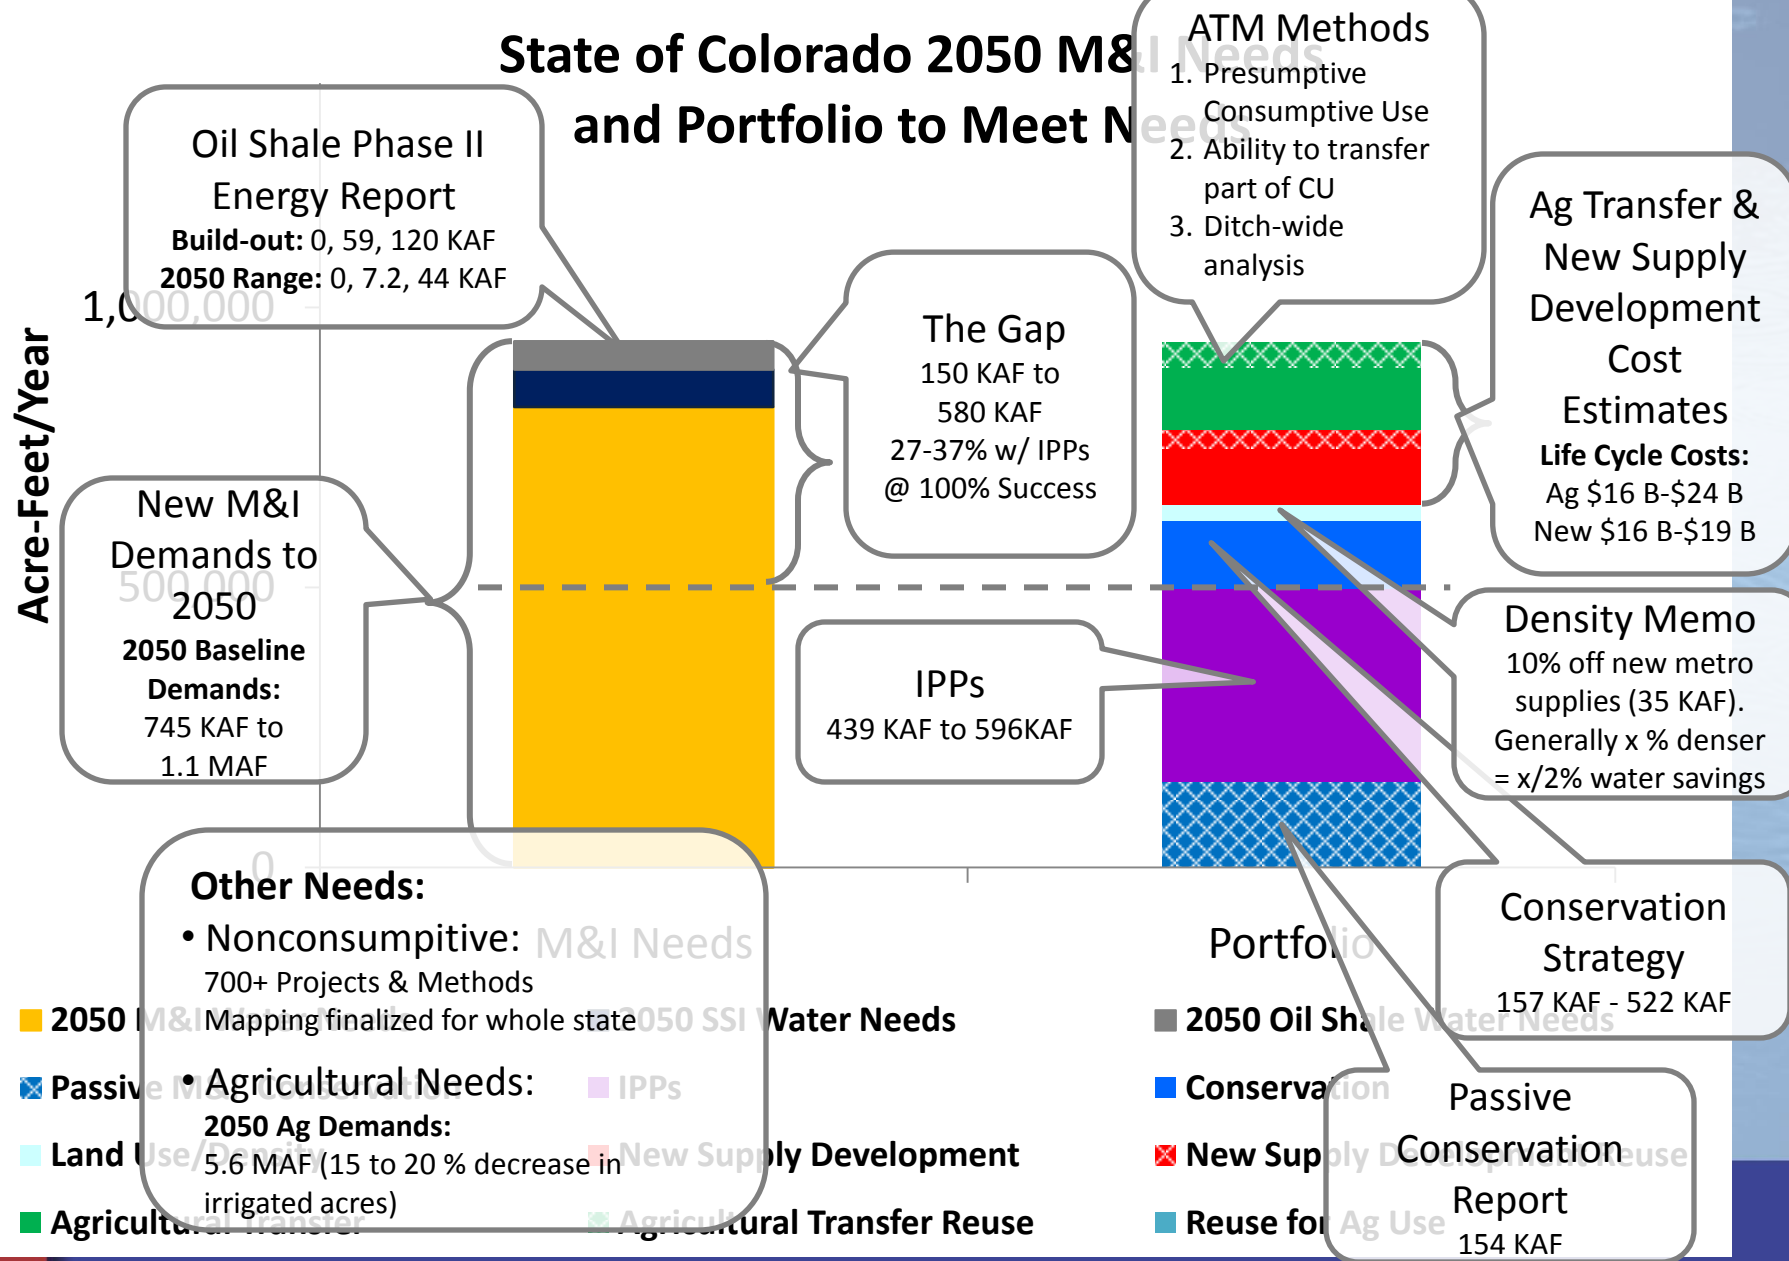 State of Colorado 2050 M&I Needs
and Portfolio to Meet Needs
ATM Methods
1. Presumptive
Consumptive Use
2. Ability to transfer
part of CU
3. Ditch-wide
analysis
Oil Shale Phase II
Energy Report
Build-out: 0, 59, 120 KAF
2050 Range: 0, 7.2, 44 KAF
Ag Transfer &
New Supply
Development
Cost
Estimates
Life Cycle Costs:
Ag $16 B-$24 B
New $16 B-$19 B
The Gap
150 KAF to
580 KAF
27-37% w/ IPPs
@ 100% Success
Acre-Feet/Year
1,000,000
500,000
0
New M&I
Demands to
2050
2050 Baseline
Demands:
745 KAF to
1.1 MAF
IPPs
439 KAF to 596KAF
Density Memo
10% off new metro
supplies (35 KAF).
Generally x % denser
= x/2% water savings
Other Needs:
• Nonconsumpitive:
700+ Projects & Methods
Mapping finalized for whole state
• Agricultural Needs:
2050 Ag Demands:
5.6 MAF (15 to 20 % decrease in
irrigated acres)
Conservation
Strategy
157 KAF - 522 KAF
Passive
Conservation
Report
154 KAF
M&I Needs
Portfolio
2050 M&I Water Needs
2050 SSI Water Needs
2050 Oil Shale Water Needs
Passive M&I Conservation
IPPs
Conservation
Land Use/Density
New Supply Development
New Supply Development Reuse
Agricultural Transfer
Agricultural Transfer Reuse
Reuse for Ag Use